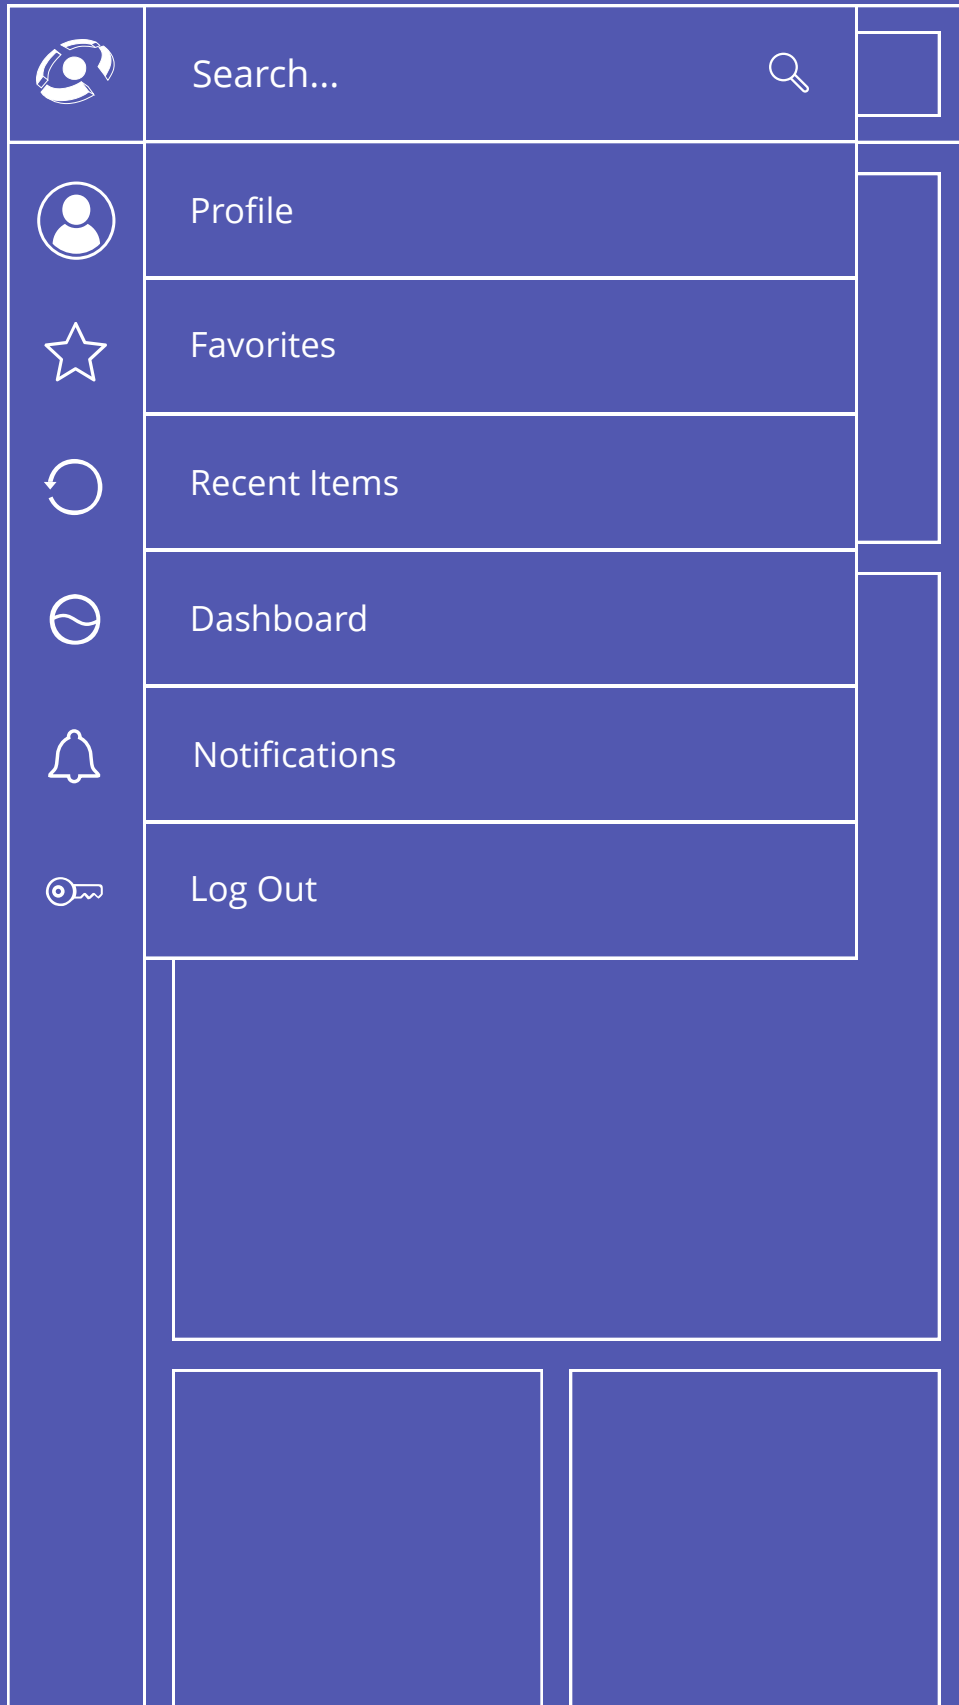 Search...
Profile
Favorites
Recent Items
Dashboard
Notifications
Log Out